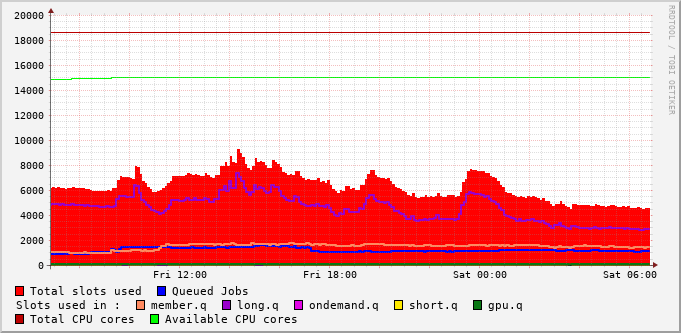 RRDTOOL / TOBI OETIKER
20000
18000
16000
14000
12000
10000
8000
6000
4000
2000
0
Fri 12:00 Fri 18:00 Sat 00:00 Sat 06:00
Total slots used Queued Jobs
Slots used in : member.q long.q ondemand.q short.q gpu.q
Total CPU cores Available CPU cores